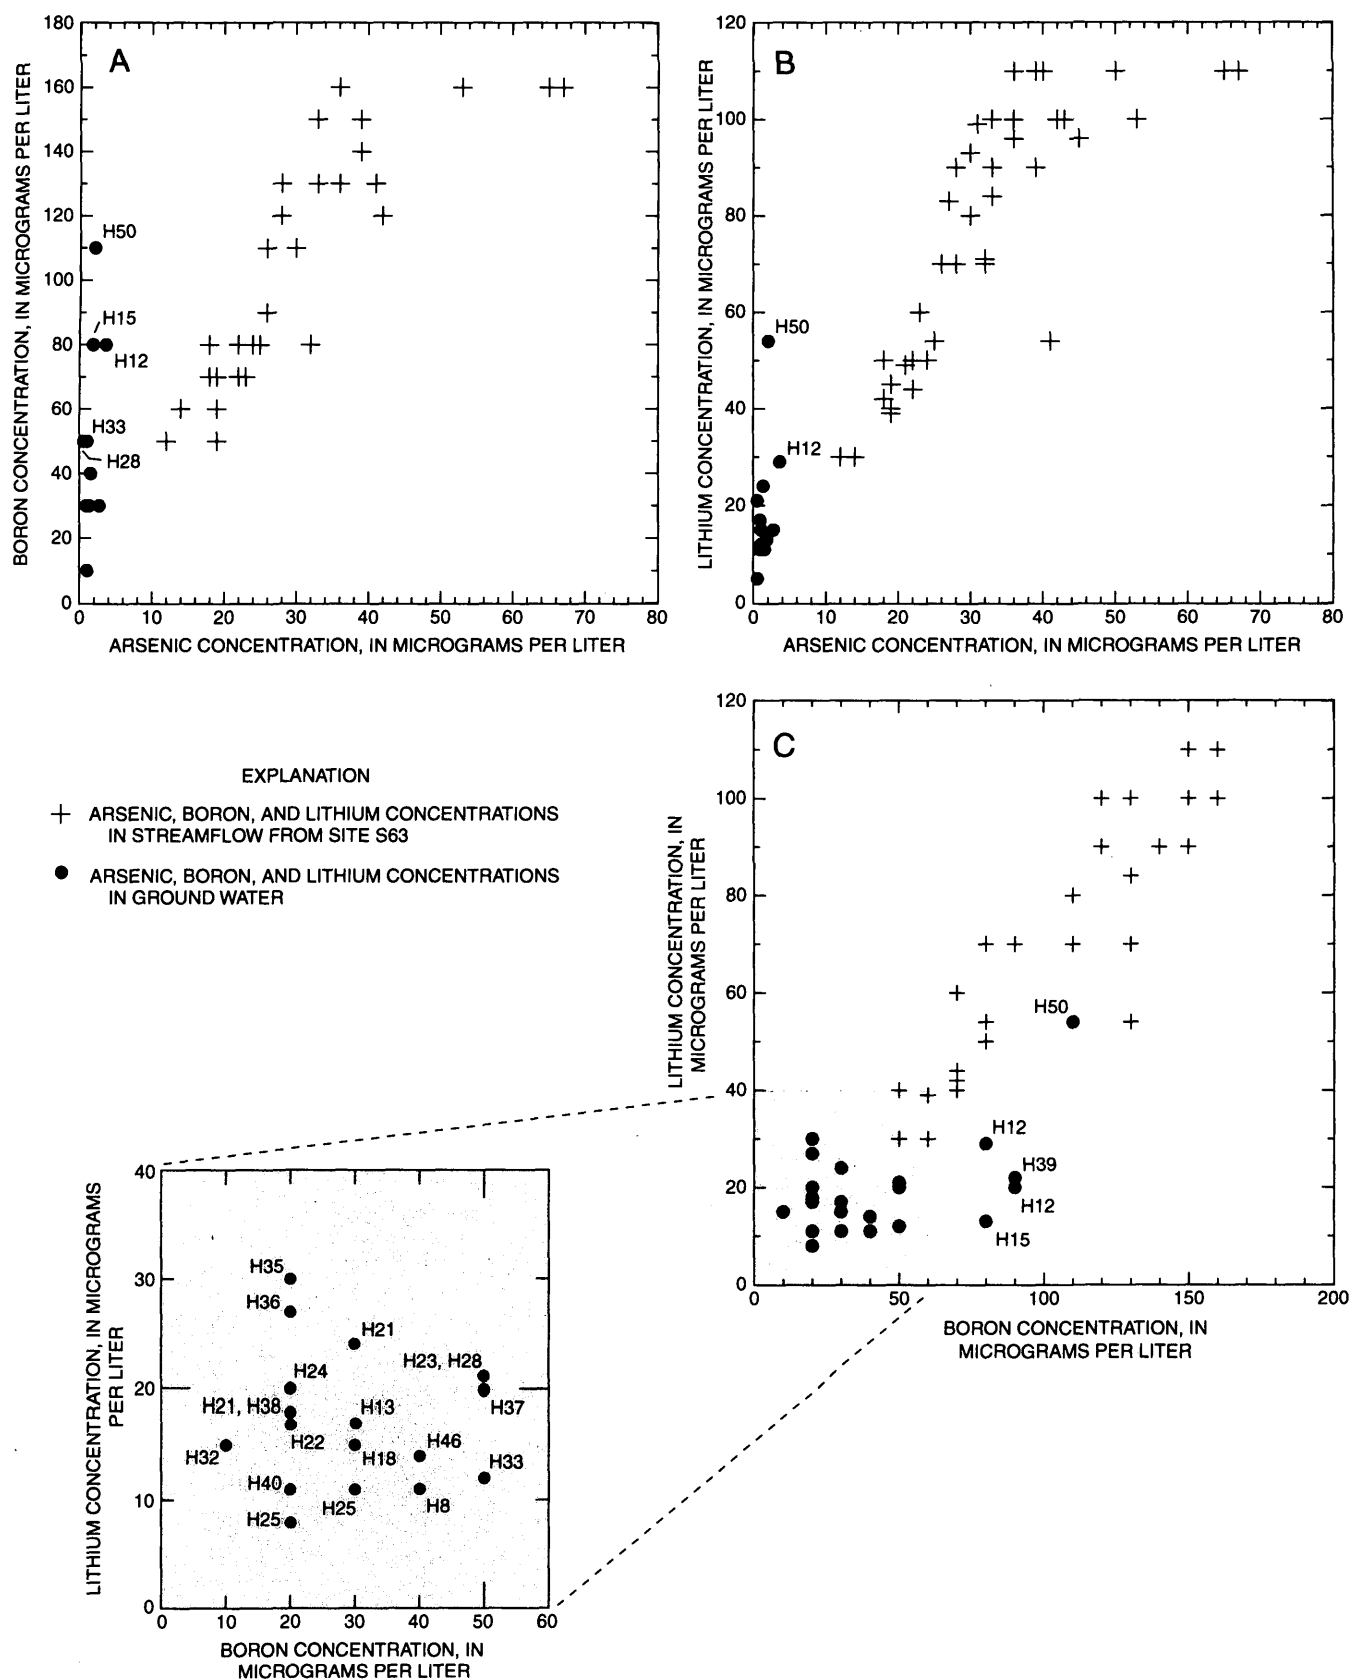 A
BORON CONCENTRATION, IN MICROGRAMS PER LITER
180
160
140
120
100
80
60
40
20
0
H50
H15
H12
H33
H28
0 10 20 30 40 50 60 70 80
ARSENIC CONCENTRATION, IN MICROGRAMS PER LITER
B
LITHIUM CONCENTRATION, IN MICROGRAMS PER LITER
120
100
80
60
40
20
0
H50
H12
0 10 20 30 40 50 60 70 80
ARSENIC CONCENTRATION, IN MICROGRAMS PER LITER
EXPLANATION
+ ARSENIC, BORON, AND LITHIUM CONCENTRATIONS
IN STREAMFLOW FROM SITE S63
● ARSENIC, BORON, AND LITHIUM CONCENTRATIONS
IN GROUND WATER
C
LITHIUM CONCENTRATION, IN
MICROGRAMS PER LITER
120
100
80
60
40
20
0
H50
H12
H39
H12
H15
0 50 100 150 200
BORON CONCENTRATION, IN
MICROGRAMS PER LITER
LITHIUM CONCENTRATION, IN MICROGRAMS
PER LITER
40
30
20
10
0
H35
H36
H21
H23, H28
H24
H21, H38
H13
H37
H22
H46
H32
H18
H33
H40
H25
H8
H25
0 10 20 30 40 50 60
BORON CONCENTRATION, IN
MICROGRAMS PER LITER